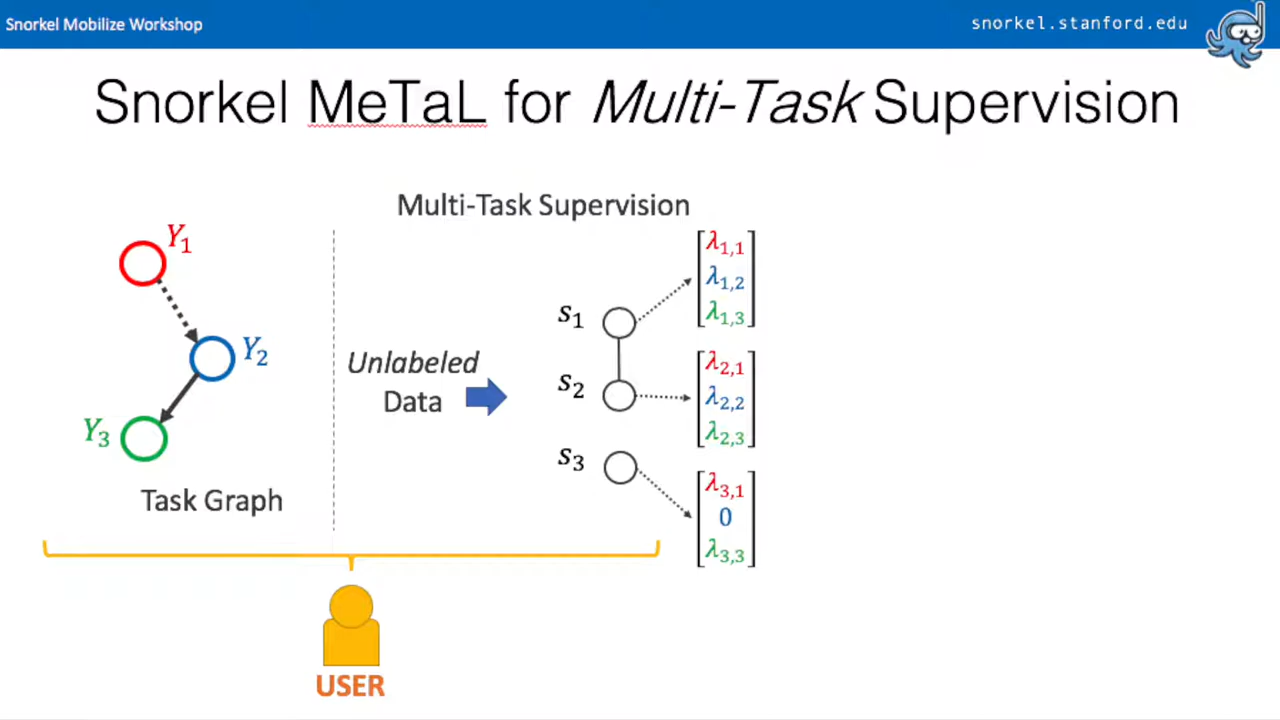 Snorkel Mobilize Workshop
snorkel.stanford.edu
Snorkel MeTaL for Multi-Task Supervision
Multi-Task Supervision
Y₁
Y₂
Y₃
Task Graph
Unlabeled
Data
s₁
s₂
s₃
λ₁,₁
λ₁,₂
λ₁,₃
λ₂,₁
λ₂,₂
λ₂,₃
λ₃,₁
0
λ₃,₃
USER